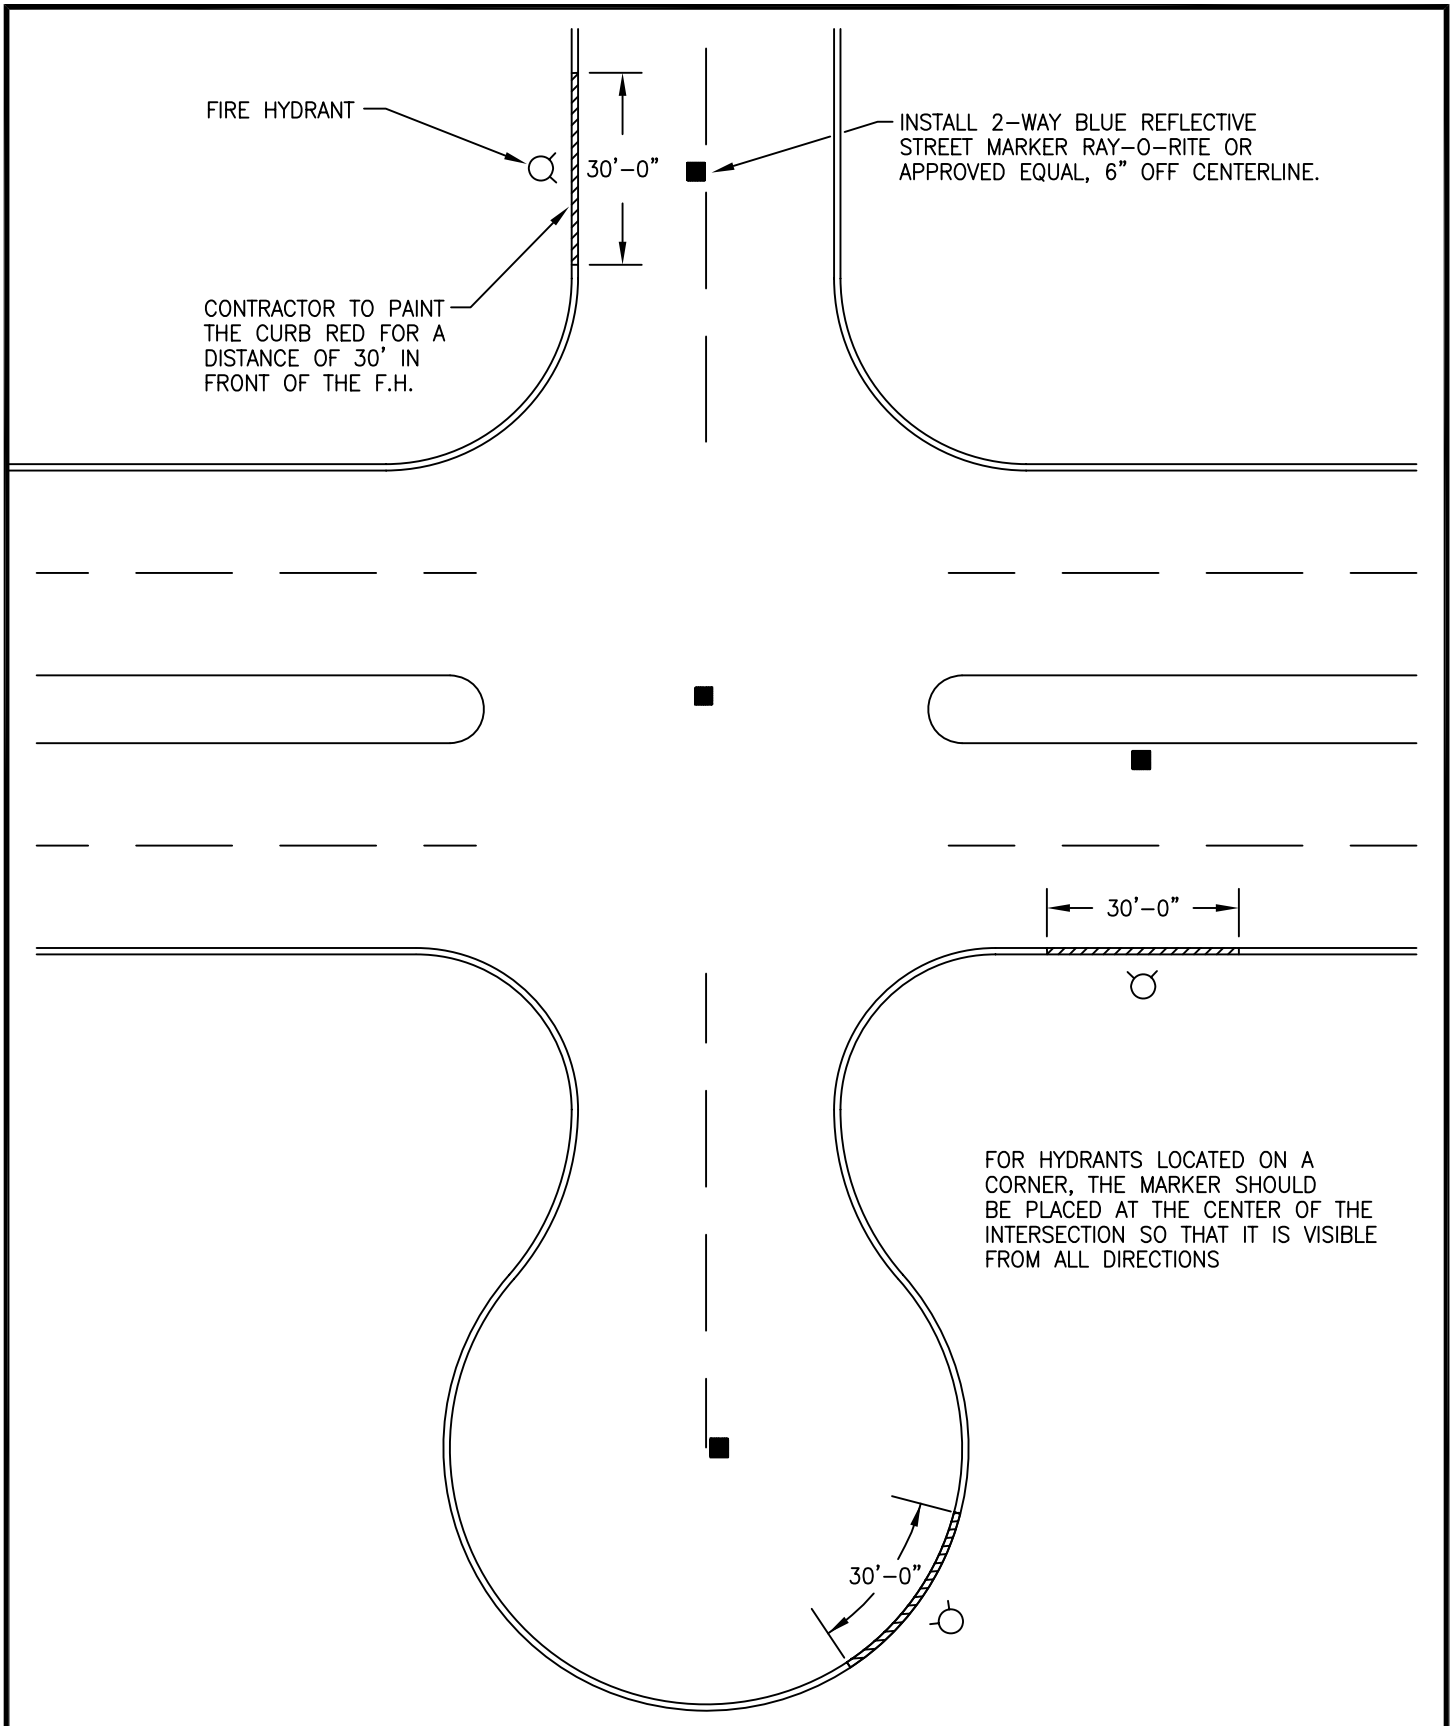 FIRE HYDRANT
INSTALL 2-WAY BLUE REFLECTIVE
STREET MARKER RAY-O-RITE OR
APPROVED EQUAL, 6" OFF CENTERLINE.
30'-0"
CONTRACTOR TO PAINT
THE CURB RED FOR A
DISTANCE OF 30' IN
FRONT OF THE F.H.
30'-0"
FOR HYDRANTS LOCATED ON A
CORNER, THE MARKER SHOULD
BE PLACED AT THE CENTER OF THE
INTERSECTION SO THAT IT IS VISIBLE
FROM ALL DIRECTIONS
30'-0"